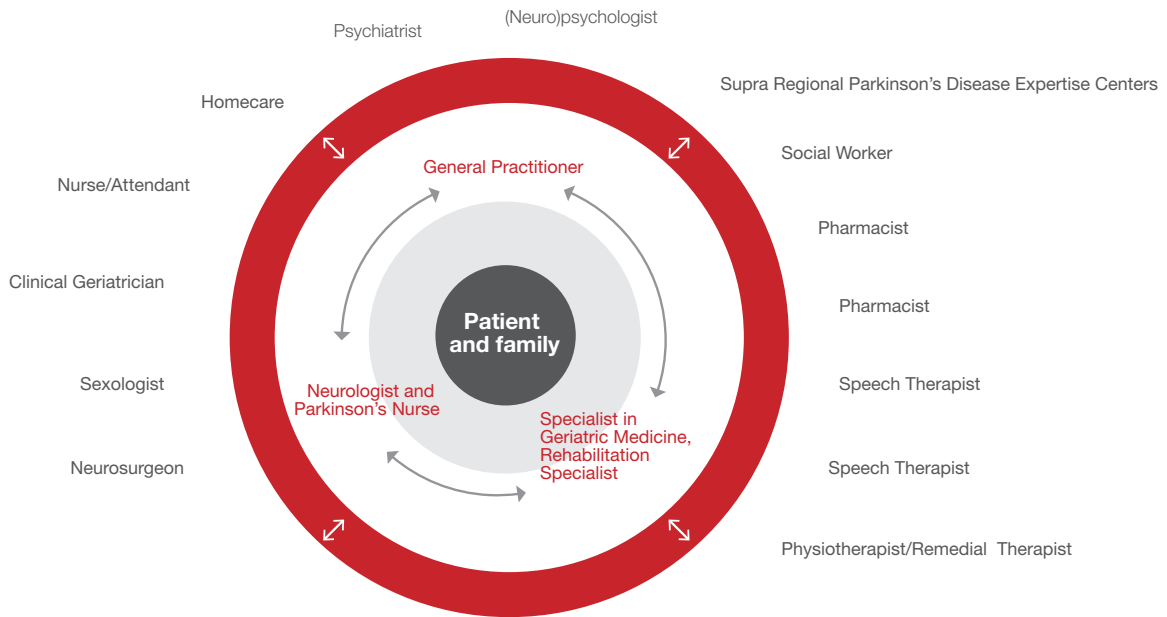 (Neuro)psychologist
Psychiatrist
Supra Regional Parkinson's Disease Expertise Centers
Homecare
Social Worker
General Practitioner
Nurse/Attendant
Pharmacist
Clinical Geriatrician
Pharmacist
Patient
and family
Sexologist
Neurologist and
Parkinson's Nurse
Speech Therapist
Specialist in
Geriatric Medicine,
Rehabilitation
Specialist
Neurosurgeon
Speech Therapist
Physiotherapist/Remedial Therapist